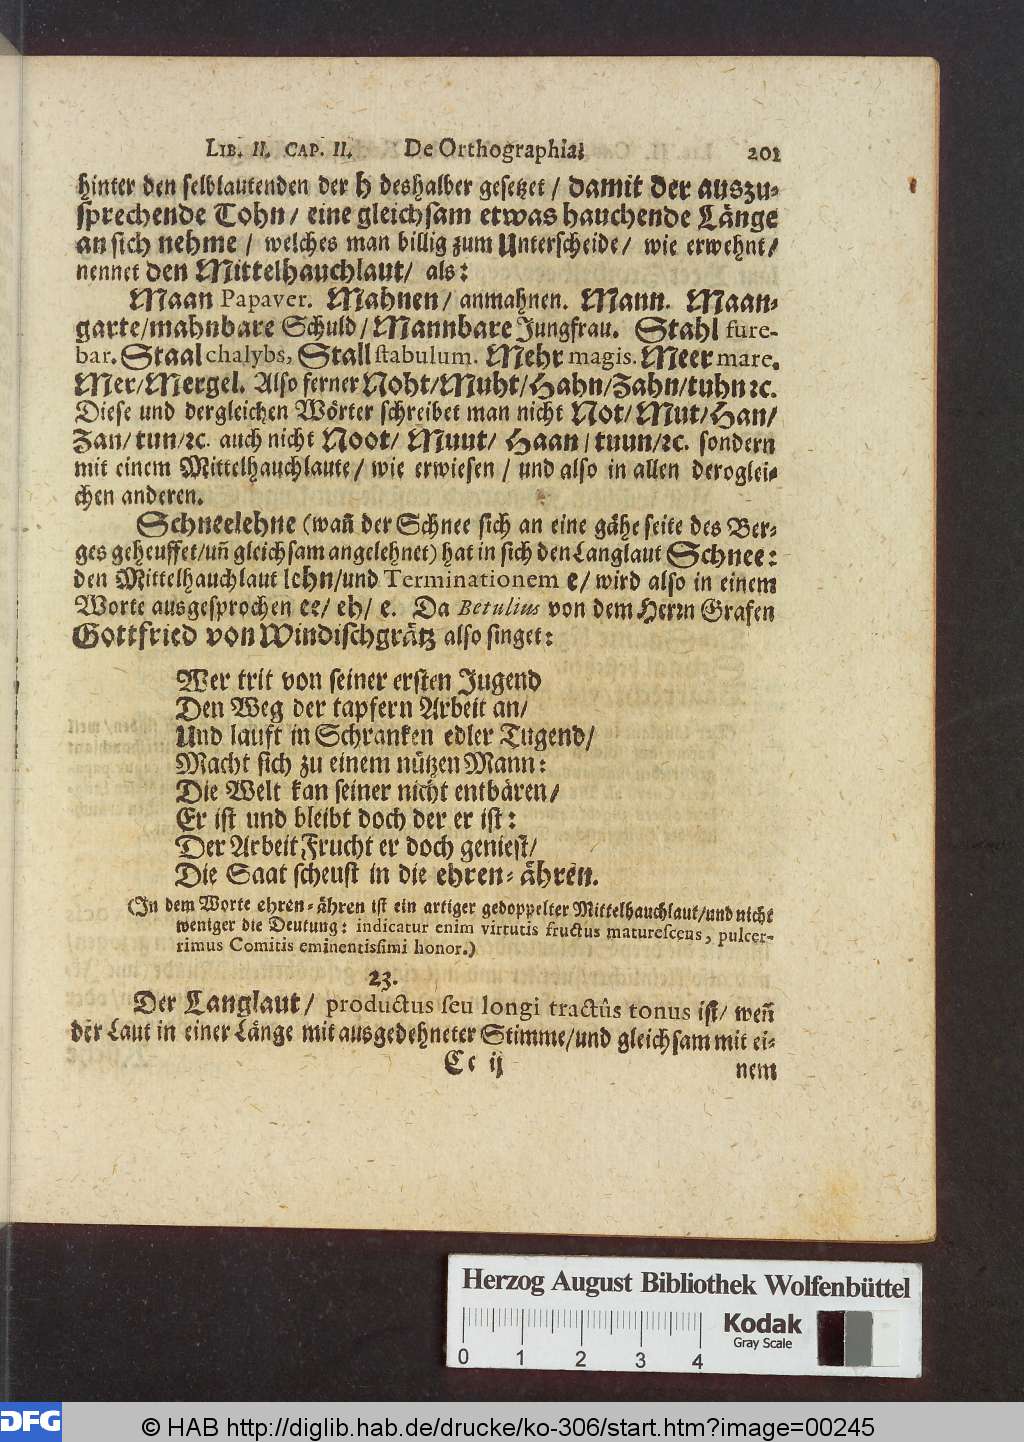 LIB. II. CAP. II. De Orthographia; 201
hinter den selblautenden der h deshalber gesetzet / damit der auszu-
sprechende Tohn / eine gleichsam etwas hauchende Länge
an sich nehme / welches man billig zum Unterscheide / wie erwehnt /
nennet den Mittelhauchlaut / als:
Maan Papaver. Mahnen / anmahnen. Mann. Maan-
garte / mahnbare Schuld / Mannbare Jungfrau. Stahl fure-
bar. Staal chalybs, Stall stabulum. Mehr magis. Meer mare.
Mer / Mergel. Also ferner Noht / Muht / Hahn / Zahn / tuhn ꝛc.
Diese und dergleichen Wörter schreibet man nicht Not / Mut / Han /
Zan / tun / ꝛc. auch nicht Noot / Muut / Haan / tuun / ꝛc. sondern
mit einem Mittelhauchlaute / wie erwiesen / und also in allen deroglei-
chen anderen.
Schneelehne (wañ der Schnee sich an eine gähe seite des Ber-
ges geheuffet / uñ gleichsam angelehnet) hat in sich den Langlaut Schnee:
den Mittelhauchlaut lehn / und Terminationem e / wird also in einem
Worte ausgesprochen ee / eh / e. Da Betulius von dem Herrn Grafen
Gottfried von Windischgrätz also singet:
Wer trit von seiner ersten Jugend
Den Weg der tapfern Arbeit an /
Und lauft in Schranken edler Tugend /
Macht sich zu einem nützen Mann:
Die Welt kan seiner nicht entbären /
Er ist und bleibt doch der er ist:
Der Arbeit Frucht er doch geniest /
Die Saat scheust in die ehren-ähren.
(In dem Worte ehren-ähren ist ein artiger gedoppelter Mittelhauchlaut / und nicht
weniger die Deutung: indicatur enim virtutis fructus maturescens, pulcer-
rimus Comitis eminentissimi honor.)
23.
Der Langlaut / productus seu longi tractûs tonus ist / weñ
der Laut in einer Länge mit ausgedehneter Stimme / und gleichsam mit ei-
Cc ij nem
Herzog August Bibliothek Wolfenbüttel
Kodak
Gray Scale
0 1 2 3 4
DFG © HAB http://diglib.hab.de/drucke/ko-306/start.htm?image=00245